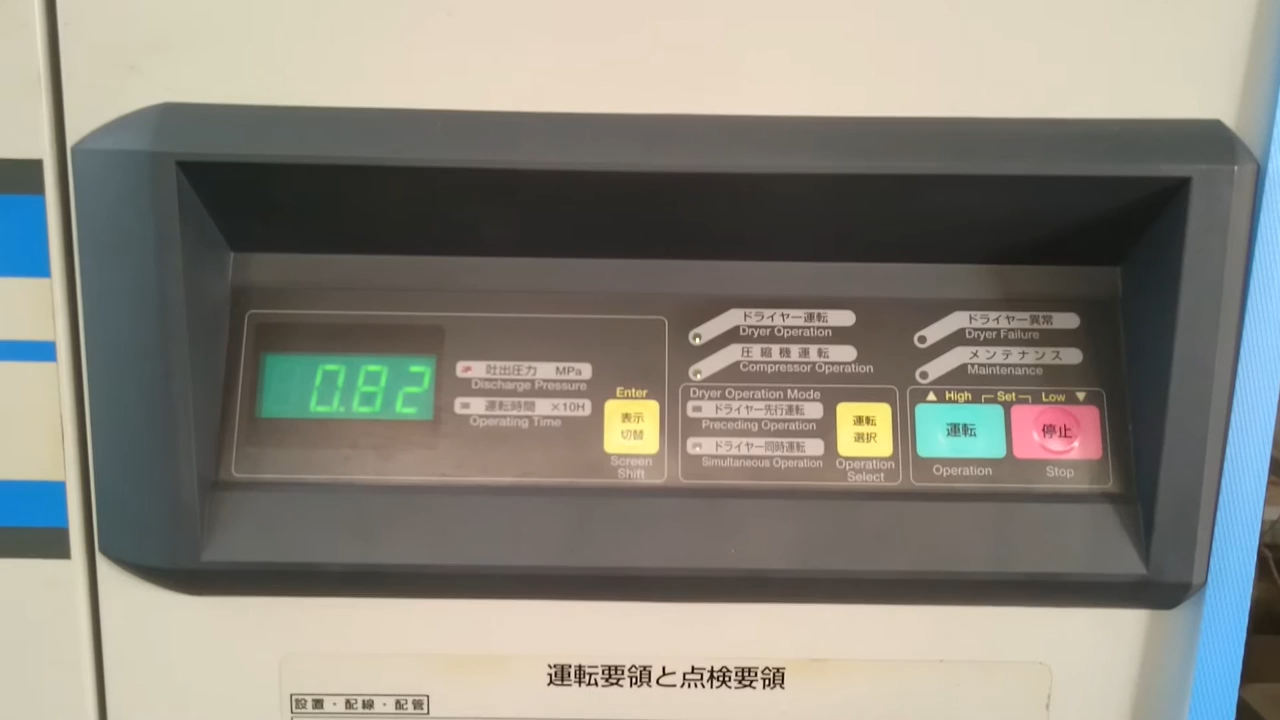 0.82
吐出圧力 MPa
Discharge Pressure
運転時間 ×10H
Operating Time
Enter
表示
切替
Screen
Shift
ドライヤー運転
Dryer Operation
圧縮機運転
Compressor Operation
Dryer Operation Mode
ドライヤー先行運転
Preceding Operation
ドライヤー同時運転
Simultaneous Operation
運転
選択
Operation
Select
ドライヤー異常
Dryer Failure
メンテナンス
Maintenance
▲ High Set Low ▼
運転
Operation
停止
Stop
運転要領と点検要領
設置・配線・配管